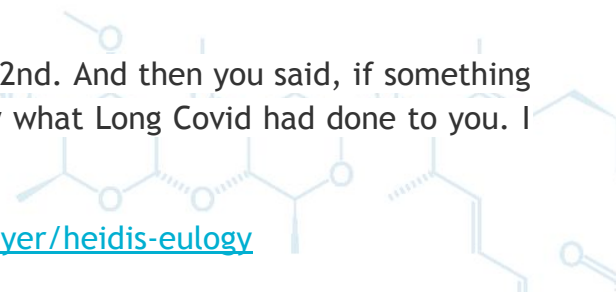 2nd. And then you said, if something
what Long Covid had done to you. I
yer/heidis-eulogy